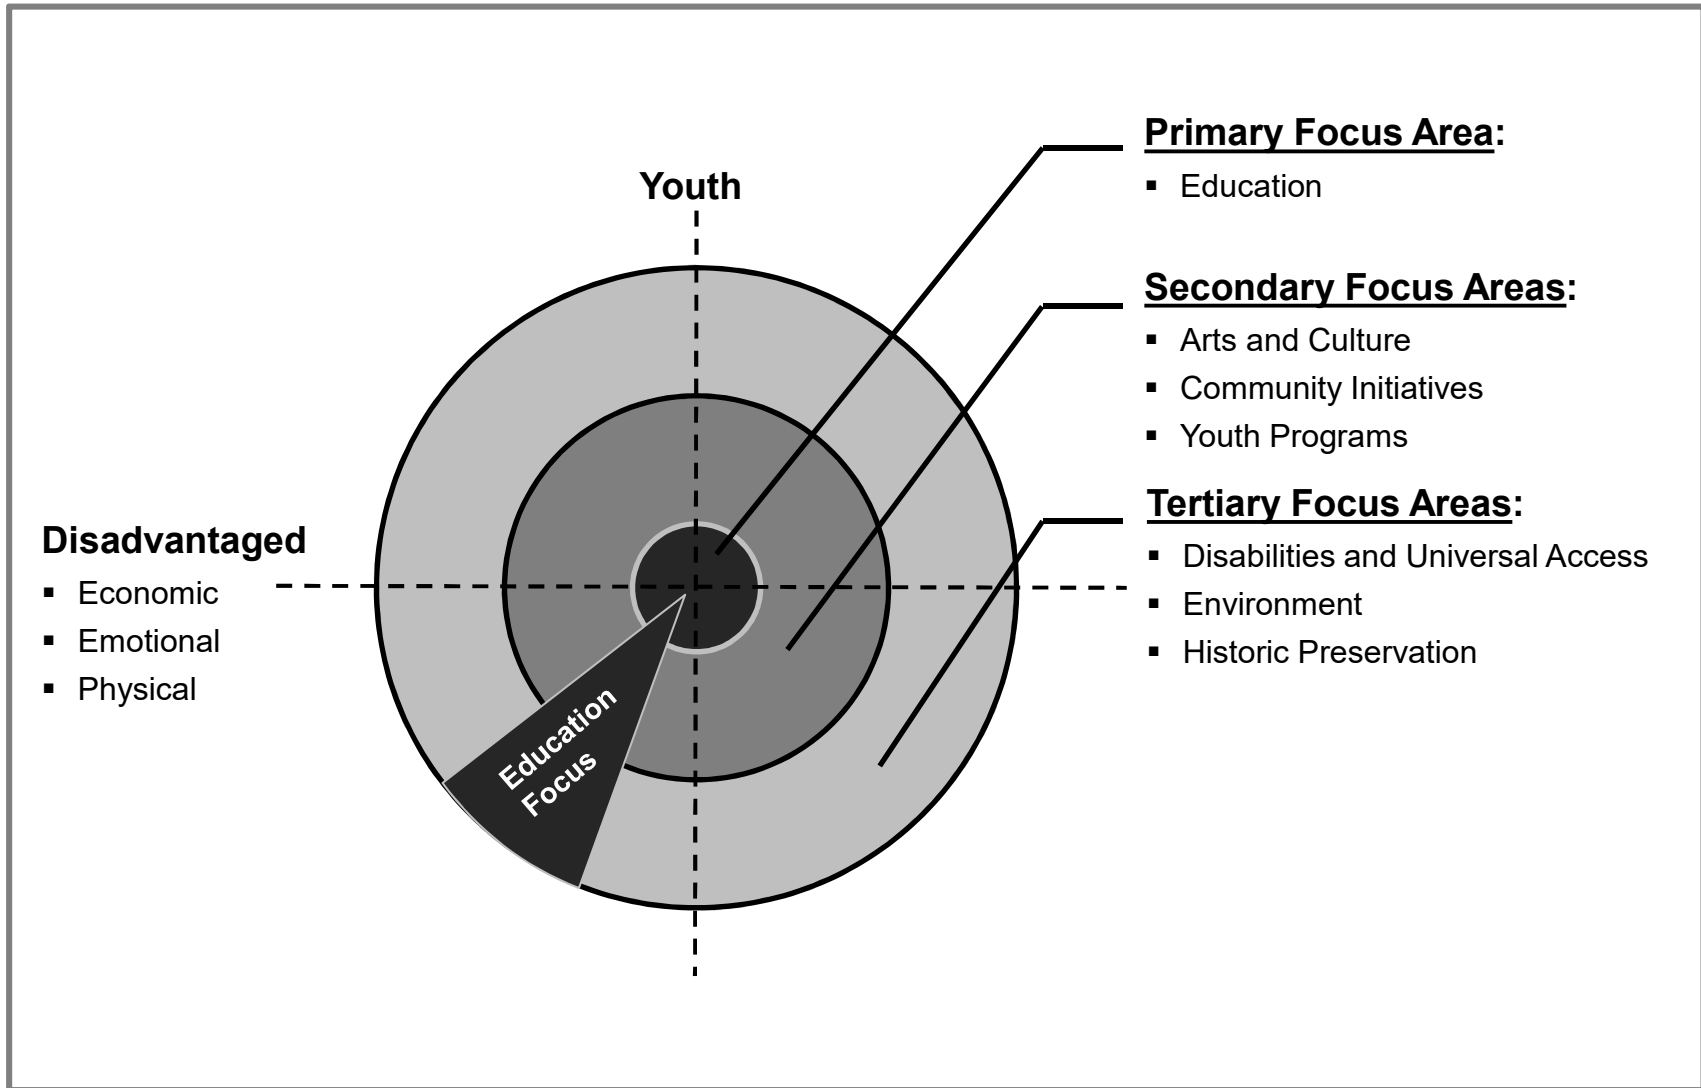 Youth
Disadvantaged
▪ Economic
▪ Emotional
▪ Physical
Education
Focus
Primary Focus Area:
▪ Education
Secondary Focus Areas:
▪ Arts and Culture
▪ Community Initiatives
▪ Youth Programs
Tertiary Focus Areas:
▪ Disabilities and Universal Access
▪ Environment
▪ Historic Preservation